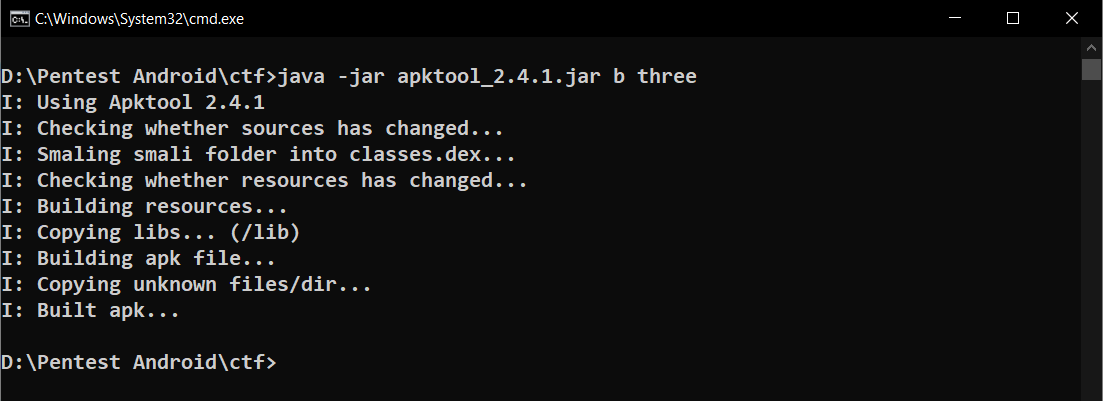 C:\Windows\System32\cmd.exe
D:\Pentest Android\ctf>java -jar apktool_2.4.1.jar b three
I: Using Apktool 2.4.1
I: Checking whether sources has changed...
I: Smaling smali folder into classes.dex...
I: Checking whether resources has changed...
I: Building resources...
I: Copying libs... (/lib)
I: Building apk file...
I: Copying unknown files/dir...
I: Built apk...
D:\Pentest Android\ctf>